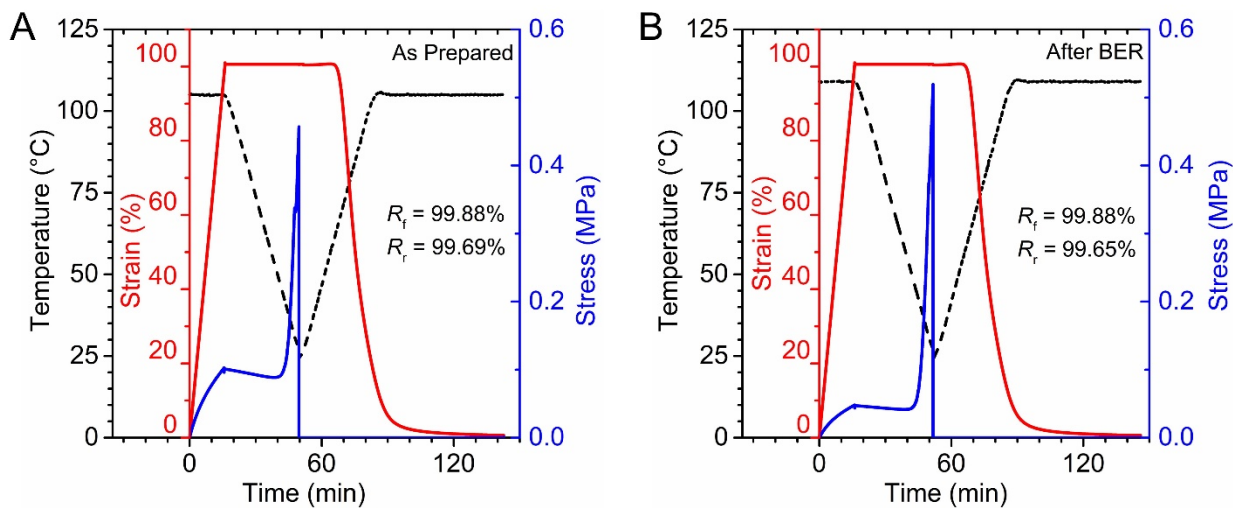 A
As Prepared
Temperature (°C)
125
100
75
50
25
0
Strain (%)
100
80
60
40
20
0
R_f = 99.88%
R_r = 99.69%
0.6
0.4
0.2
0.0
Stress (MPa)
0
60
120
Time (min)
B
After BER
Temperature (°C)
125
100
75
50
25
0
Strain (%)
100
80
60
40
20
0
R_f = 99.88%
R_r = 99.65%
0.6
0.4
0.2
0.0
Stress (MPa)
0
60
120
Time (min)